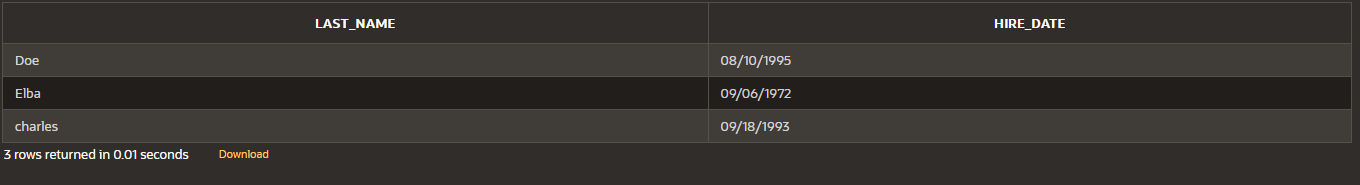 LAST_NAME HIRE_DATE
Doe 08/10/1995
Elba 09/06/1972
charles 09/18/1993
3 rows returned in 0.01 seconds Download